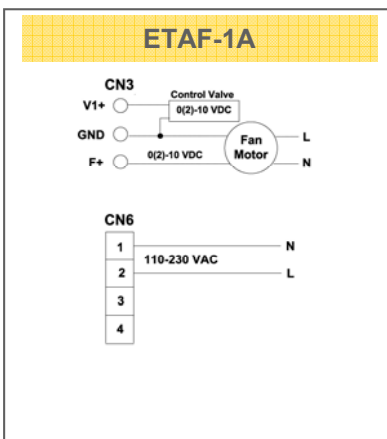 ETAF-1A
CN3
Control Valve
V1+
0(2)-10 VDC
GND
Fan
Motor
L
F+
0(2)-10 VDC
N
CN6
1
N
110-230 VAC
2
L
3
4